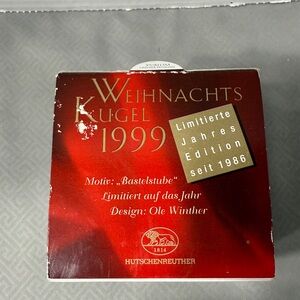 WEIHNACHTS
KUGEL
1999
Limitierte
Jahres
Edition
seit 1986
Motiv: „Bastelstube"
Limitiert auf das Jahr
Design: Ole Winther
1814
HUTSCHENREUTHER